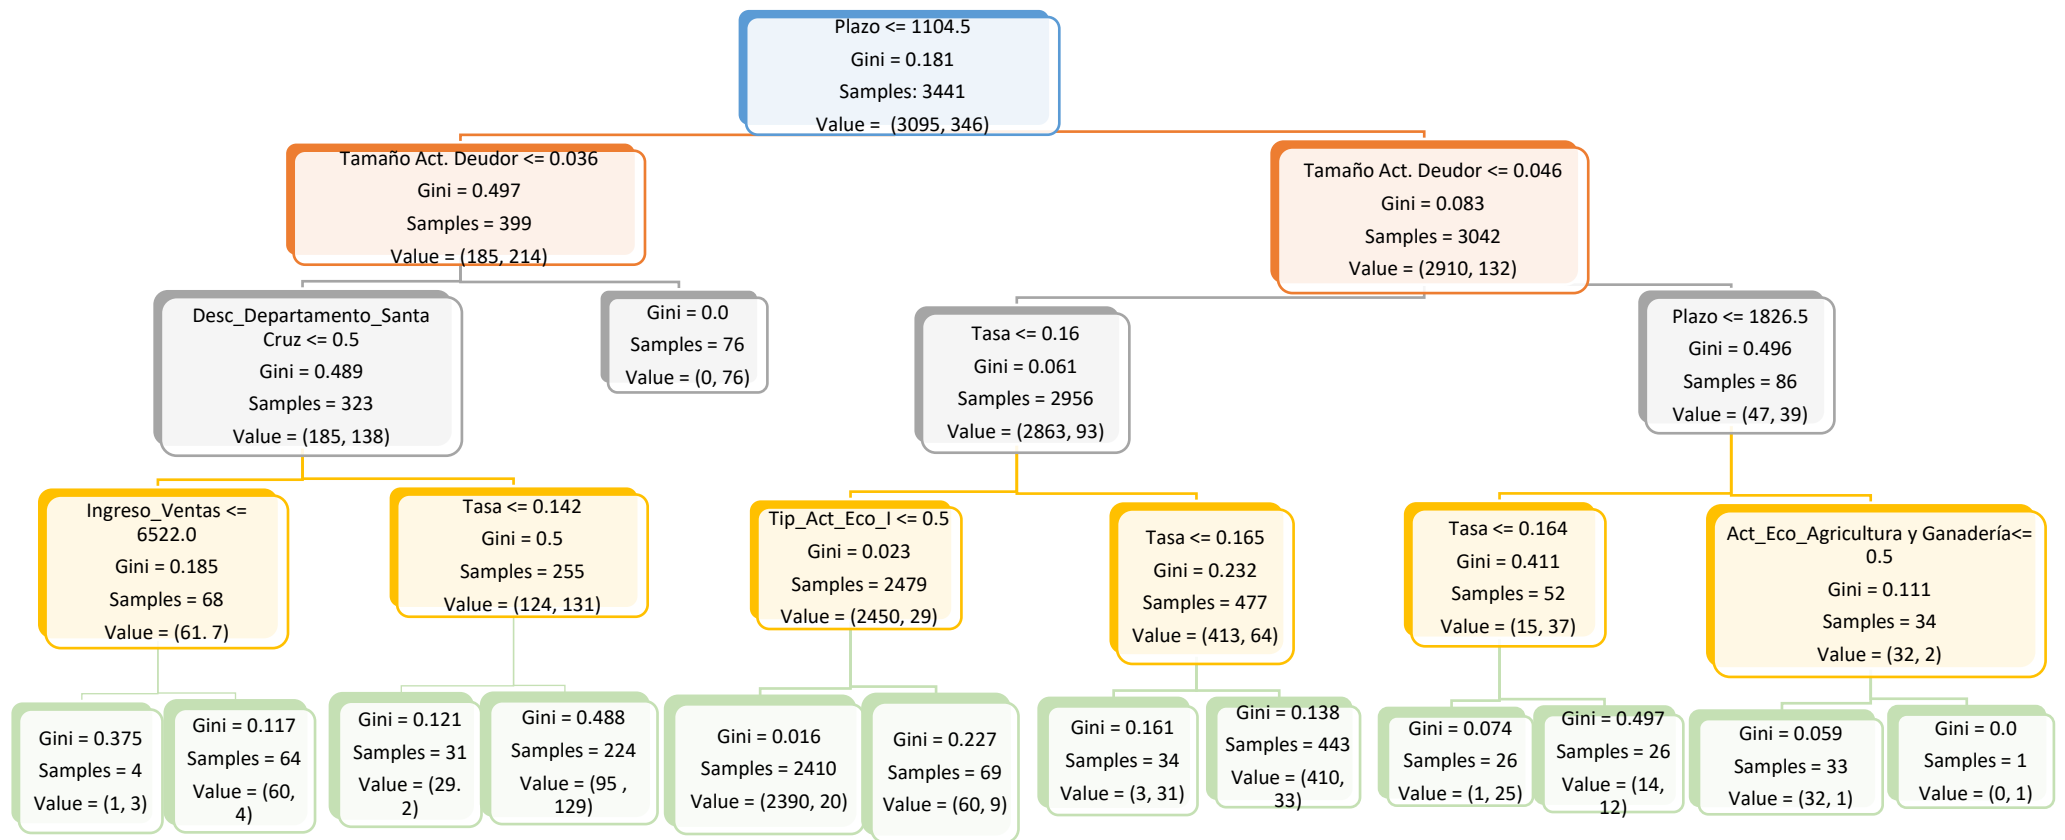 Plazo <= 1104.5
Gini = 0.181
Samples: 3441
Value =  (3095, 346)
Tamaño Act. Deudor <= 0.036
Gini = 0.497
Samples = 399
Value = (185, 214)
Tamaño Act. Deudor <= 0.046
Gini = 0.083
Samples = 3042
Value = (2910, 132)
Desc_Departamento_Santa
Cruz <= 0.5
Gini = 0.489
Samples = 323
Value = (185, 138)
Gini = 0.0
Samples = 76
Value = (0, 76)
Tasa <= 0.16
Gini = 0.061
Samples = 2956
Value = (2863, 93)
Plazo <= 1826.5
Gini = 0.496
Samples = 86
Value = (47, 39)
Ingreso_Ventas <=
6522.0
Gini = 0.185
Samples = 68
Value = (61. 7)
Tasa <= 0.142
Gini = 0.5
Samples = 255
Value = (124, 131)
Tip_Act_Eco_I <= 0.5
Gini = 0.023
Samples = 2479
Value = (2450, 29)
Tasa <= 0.165
Gini = 0.232
Samples = 477
Value = (413, 64)
Tasa <= 0.164
Gini = 0.411
Samples = 52
Value = (15, 37)
Act_Eco_Agricultura y Ganadería<=
0.5
Gini = 0.111
Samples = 34
Value = (32, 2)
Gini = 0.375
Samples = 4
Value = (1, 3)
Gini = 0.117
Samples = 64
Value = (60,
4)
Gini = 0.121
Samples = 31
Value = (29.
2)
Gini = 0.488
Samples = 224
Value = (95 ,
129)
Gini = 0.016
Samples = 2410
Value = (2390, 20)
Gini = 0.227
Samples = 69
Value = (60, 9)
Gini = 0.161
Samples = 34
Value = (3, 31)
Gini = 0.138
Samples = 443
Value = (410,
33)
Gini = 0.074
Samples = 26
Value = (1, 25)
Gini = 0.497
Samples = 26
Value = (14,
12)
Gini = 0.059
Samples = 33
Value = (32, 1)
Gini = 0.0
Samples = 1
Value = (0, 1)